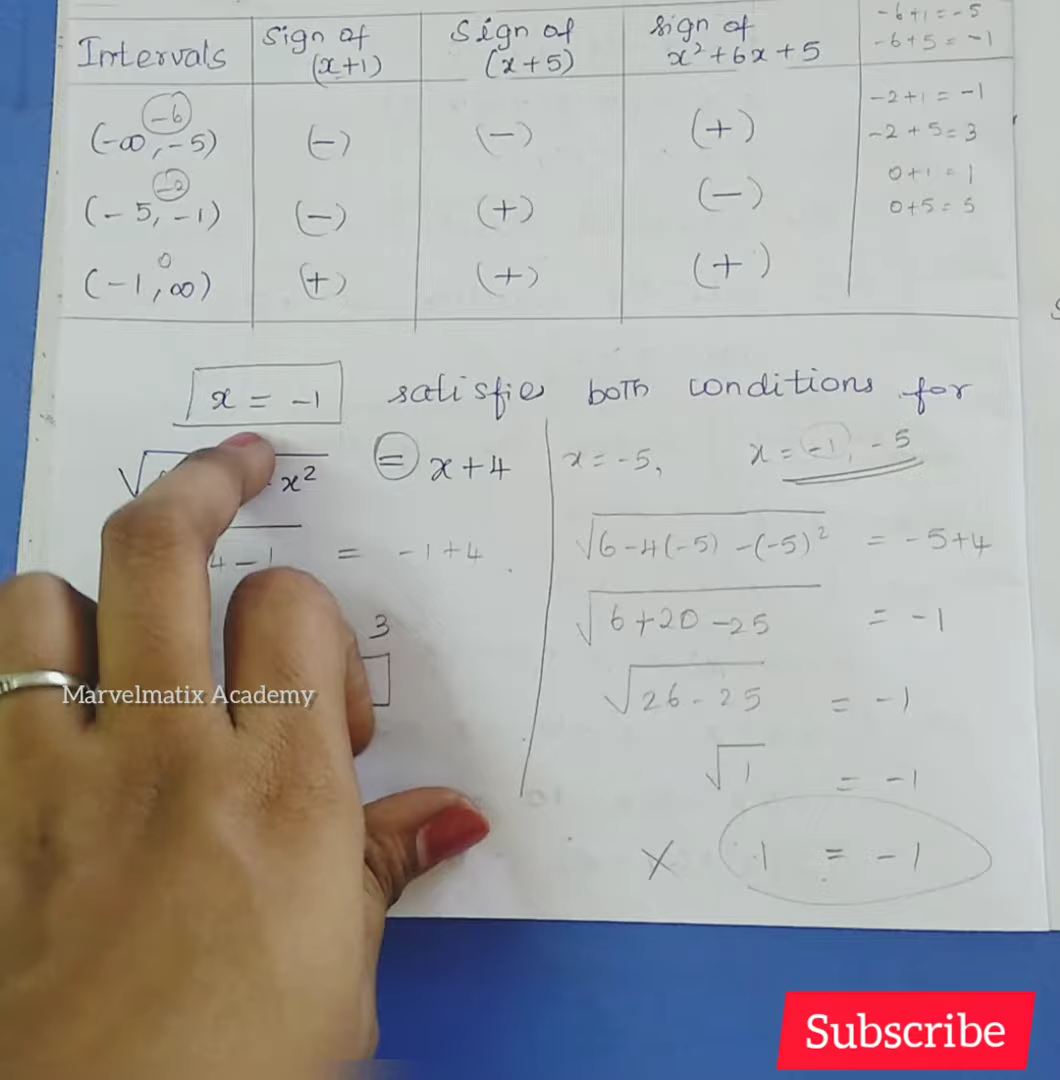 Intervals
Sign of (x+1)
Sign of (x+5)
sign of x²+6x+5
-6+1=-5
-6+5=-1
-6
(-∞,-5) (-) (-) (+)
-2+1=-1
-2+5=3
-2
(-5,-1) (-) (+) (-)
0+1=1
0+5=5
0
(-1,∞) (+) (+) (+)
x = -1 satisfie both conditions for
x² = x+4
4-1 = -1+4
3
x=-5, x=-1,-5
√6-4(-5)-(-5)² = -5+4
√6+20-25 = -1
√26-25 = -1
√1 = -1
X 1 = -1
Marvelmatix Academy
Subscribe